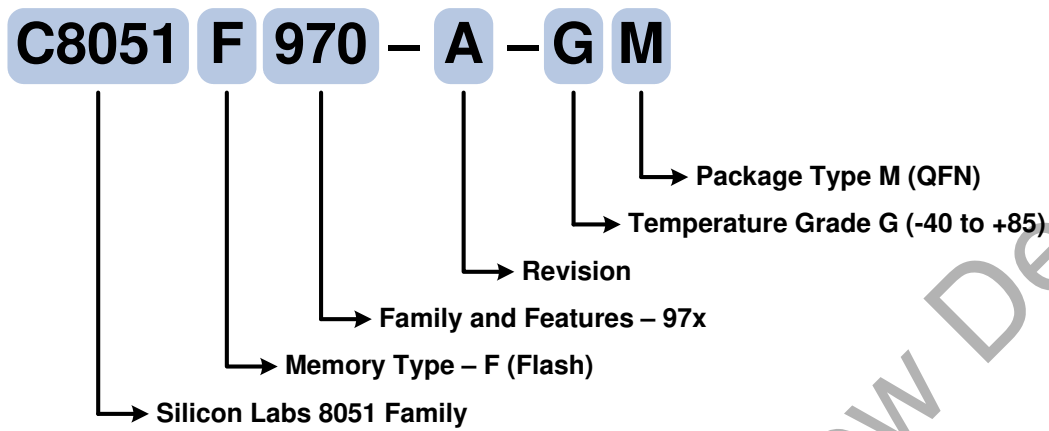 C8051 F 970 – A – G M
Package Type M (QFN)
Temperature Grade G (-40 to +85)
Revision
Family and Features – 97x
Memory Type – F (Flash)
Silicon Labs 8051 Family